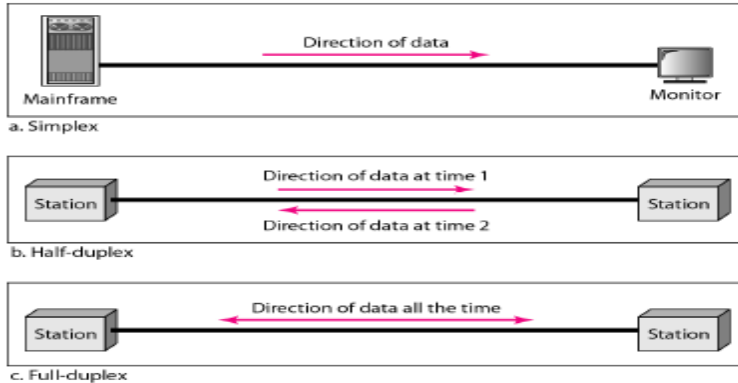 Direction of data
Mainframe
Monitor
a. Simplex
Direction of data at time 1
Station
Station
Direction of data at time 2
b. Half-duplex
Direction of data all the time
Station
Station
c. Full-duplex